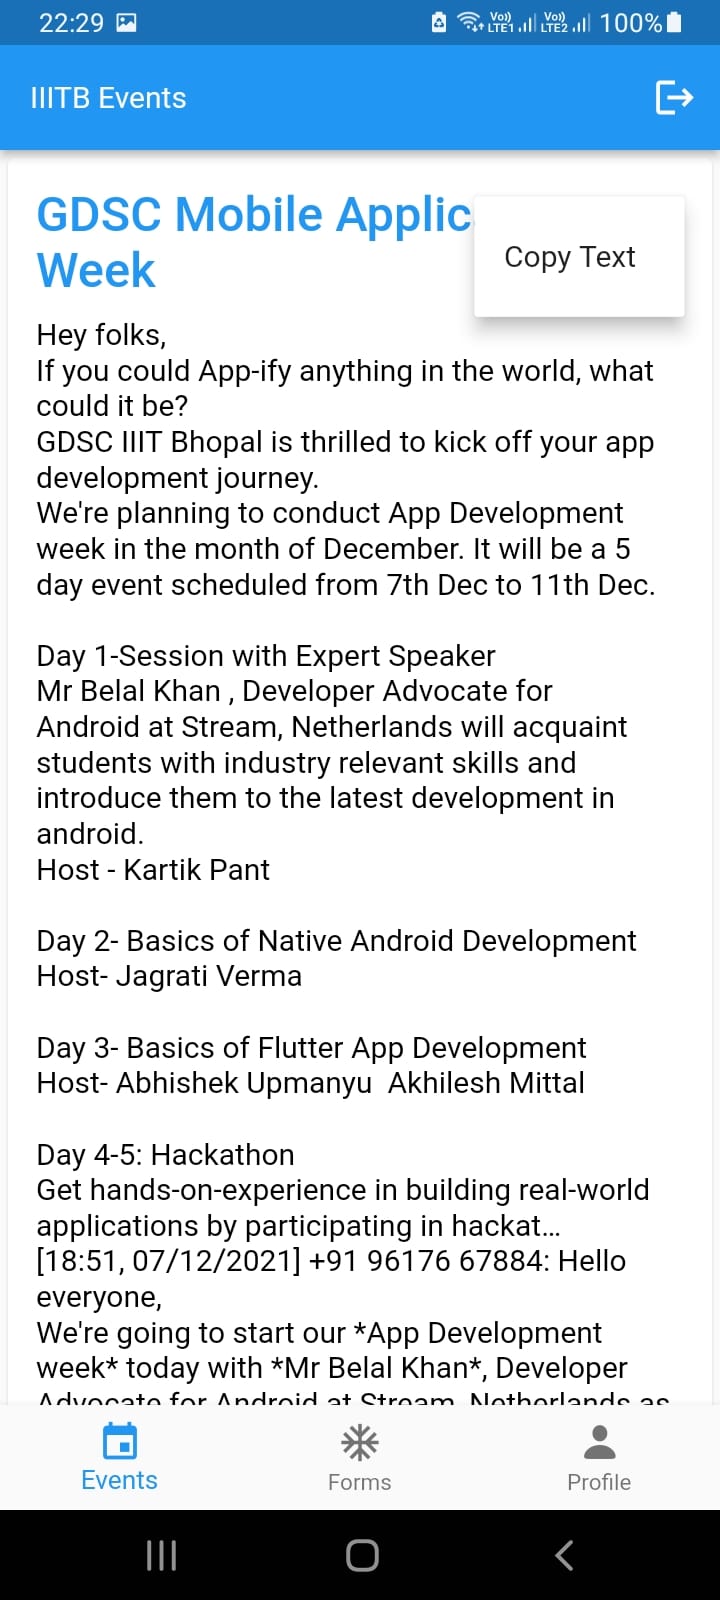 22:29
Vo)) LTE1 Vo)) LTE2 100%
IIITB Events
GDSC Mobile Applic
Week
Copy Text
Hey folks,
If you could App-ify anything in the world, what
could it be?
GDSC IIIT Bhopal is thrilled to kick off your app
development journey.
We're planning to conduct App Development
week in the month of December. It will be a 5
day event scheduled from 7th Dec to 11th Dec.
Day 1-Session with Expert Speaker
Mr Belal Khan , Developer Advocate for
Android at Stream, Netherlands will acquaint
students with industry relevant skills and
introduce them to the latest development in
android.
Host - Kartik Pant
Day 2- Basics of Native Android Development
Host- Jagrati Verma
Day 3- Basics of Flutter App Development
Host- Abhishek Upmanyu  Akhilesh Mittal
Day 4-5: Hackathon
Get hands-on-experience in building real-world
applications by participating in hackat...
[18:51, 07/12/2021] +91 96176 67884: Hello
everyone,
We're going to start our *App Development
week* today with *Mr Belal Khan*, Developer
Advocate for Android at Stream, Netherlands as
Events
Forms
Profile